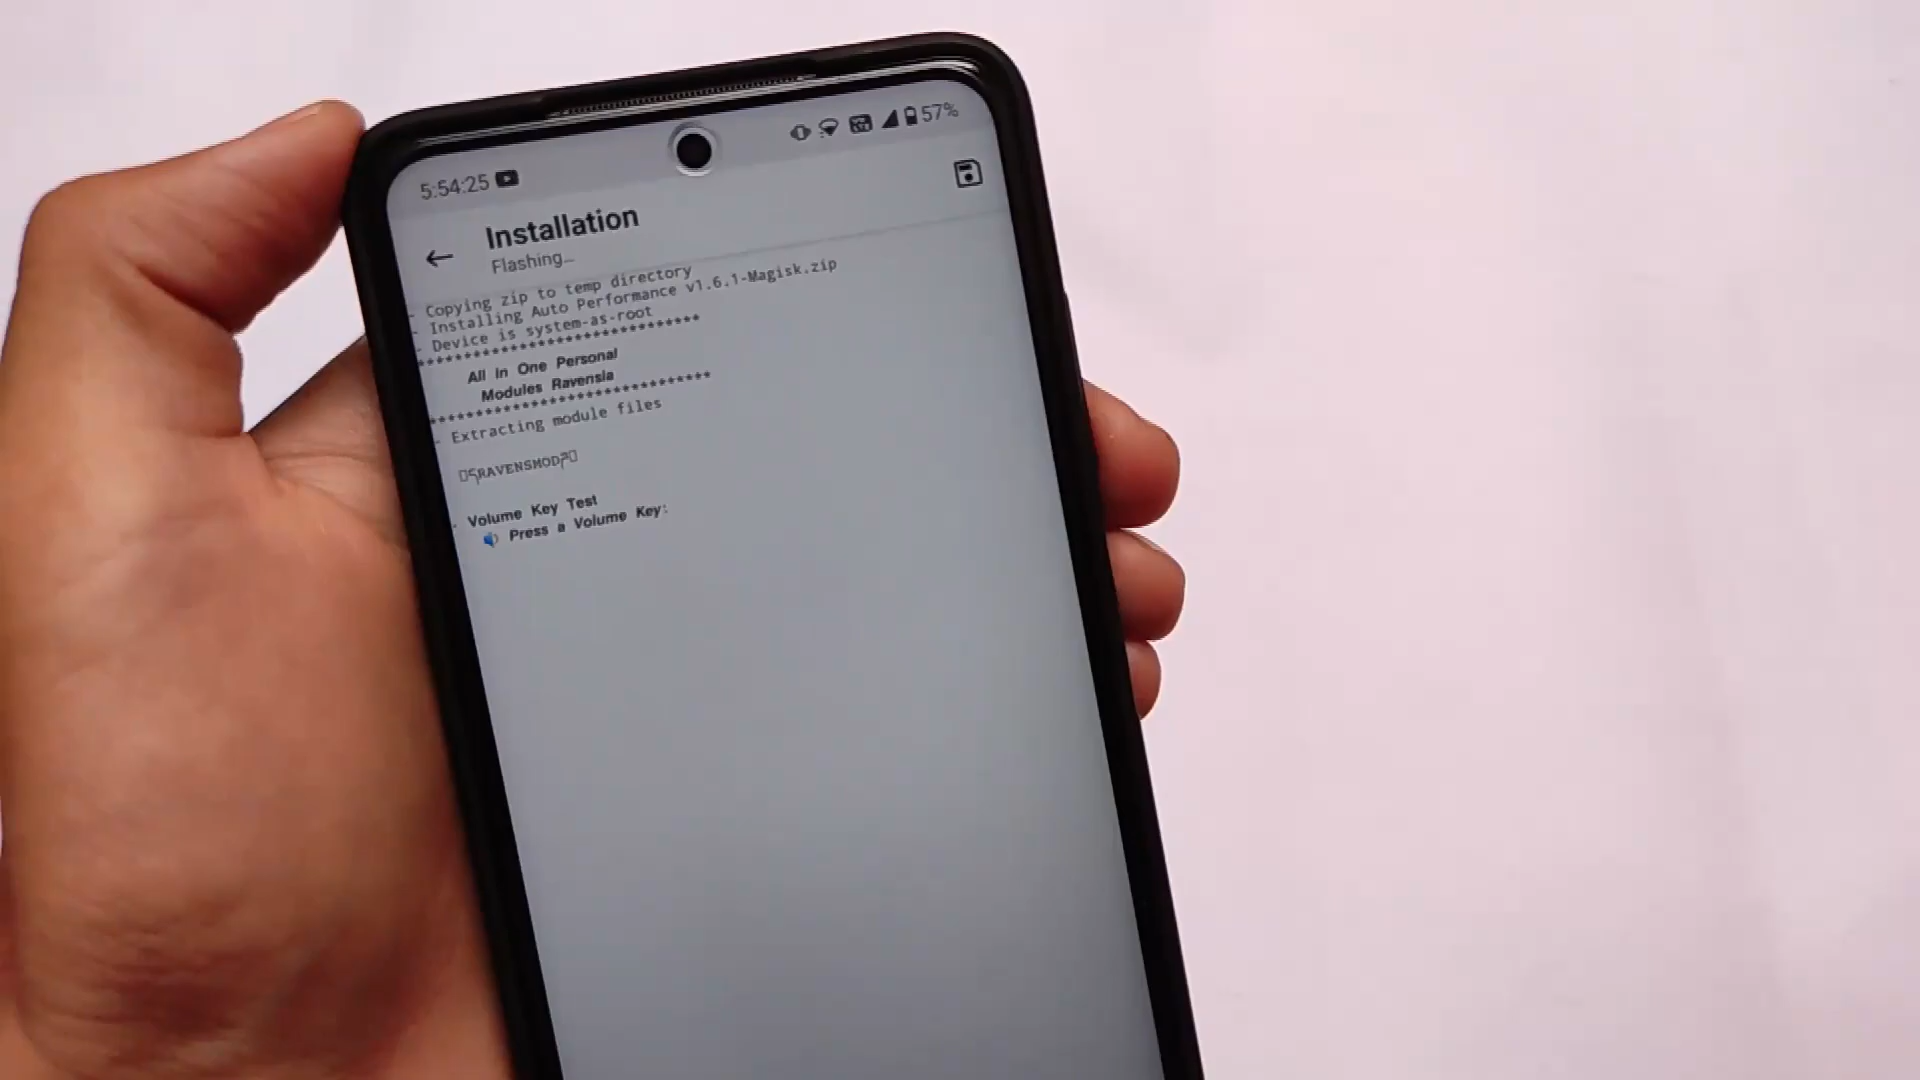 5:54:25
57%
Installation
Flashing...
- Copying zip to temp directory
- Installing Auto Performance v1.6.1-Magisk.zip
- Device is system-as-root
******************************
All in One Personal
Modules Ravensia
******************************
- Extracting module files
RAVENSMOD
- Volume Key Test
🔊 Press a Volume Key: